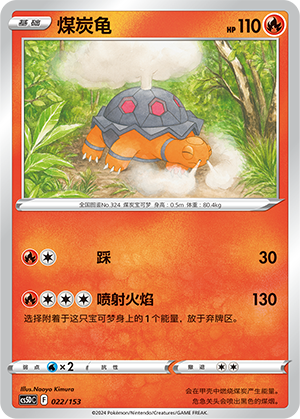 基础 煤炭龟 HP 110
全国图鉴No.324 煤炭宝可梦 身高:0.5m 体重:80.4kg
踩 30
喷射火焰 130
选择附着于这只宝可梦身上的1个能量,放于弃牌区。
弱点 ×2 抗性 撤退
Illus.Naoyo Kimura
CS5DC F 022/153
会在甲壳中燃烧煤炭产生能量。
危急关头会喷出黑色的煤烟。
©2024 Pokémon/Nintendo/Creatures/GAME FREAK.